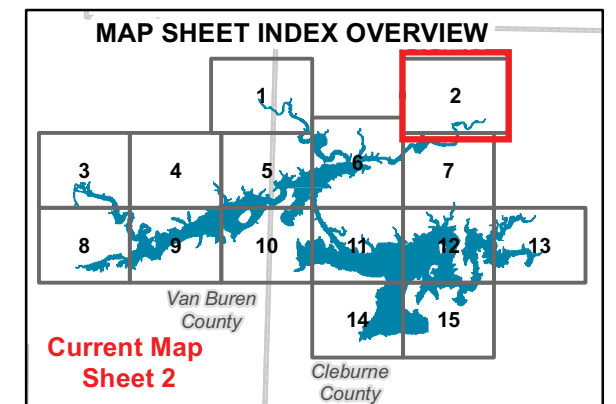 MAP SHEET INDEX OVERVIEW
1
2
3
4
5
6
7
8
9
10
11
12
13
Van Buren
County
14
15
Current Map
Sheet 2
Cleburne
County